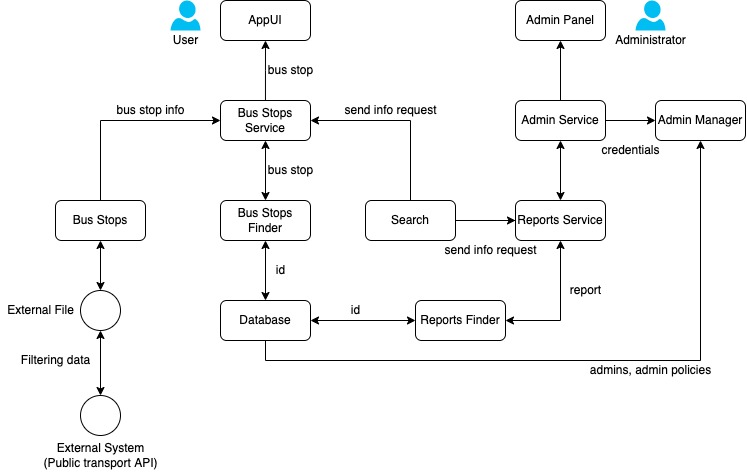 AppUI
Admin Panel
User
Administrator
bus stop
bus stop info
Bus Stops
Service
send info request
Admin Service
Admin Manager
credentials
bus stop
Bus Stops
Bus Stops
Finder
Search
Reports Service
send info request
id
report
External File
Database
id
Reports Finder
Filtering data
admins, admin policies
External System
(Public transport API)